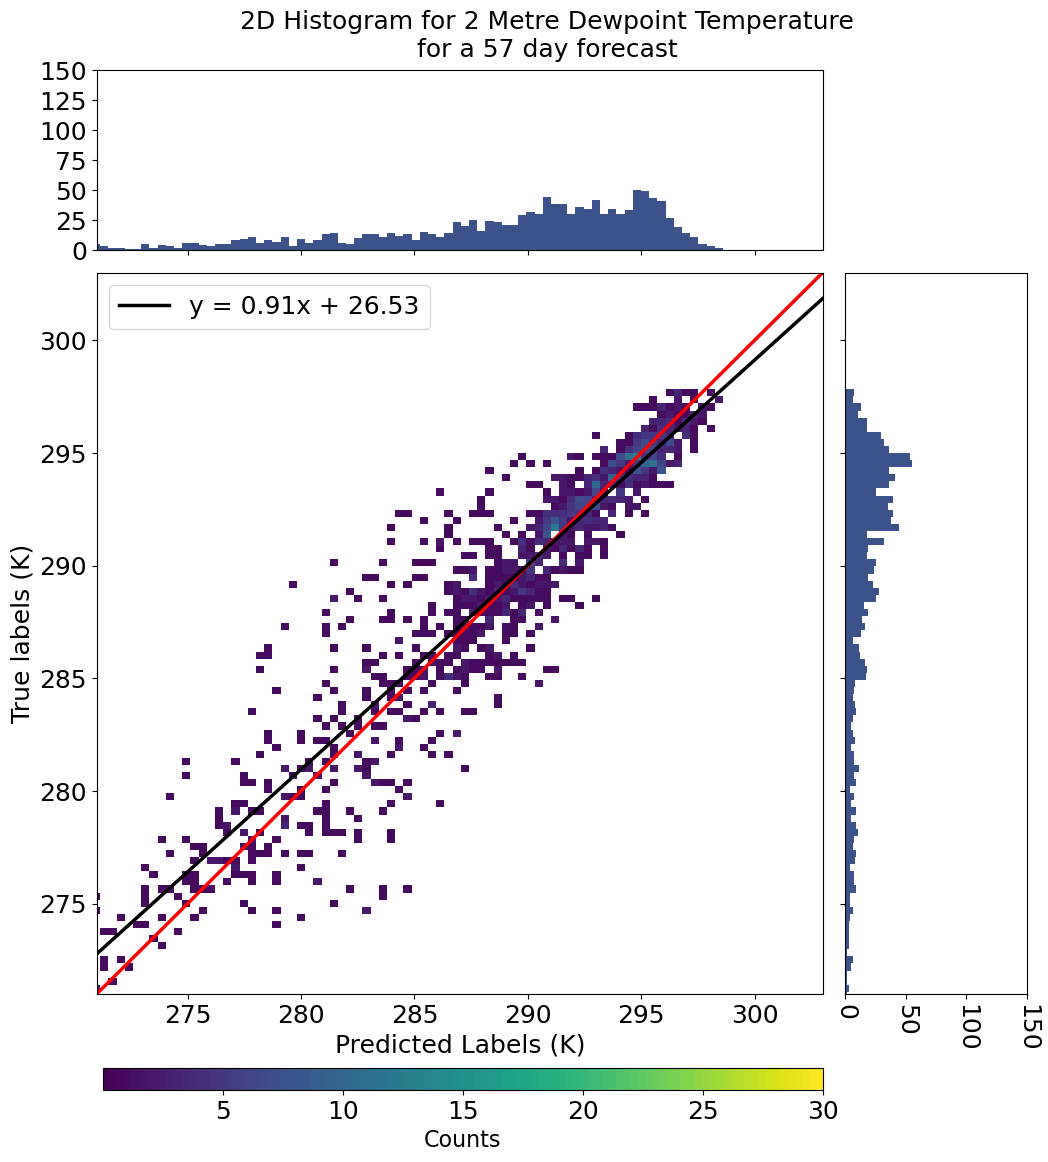 2D Histogram for 2 Metre Dewpoint Temperature
for a 57 day forecast
150
125
100
75
50
25
0
y = 0.91x + 26.53
300
295
290
285
280
275
True labels (K)
275 280 285 290 295 300
Predicted Labels (K)
0 50 100 150
5 10 15 20 25 30
Counts